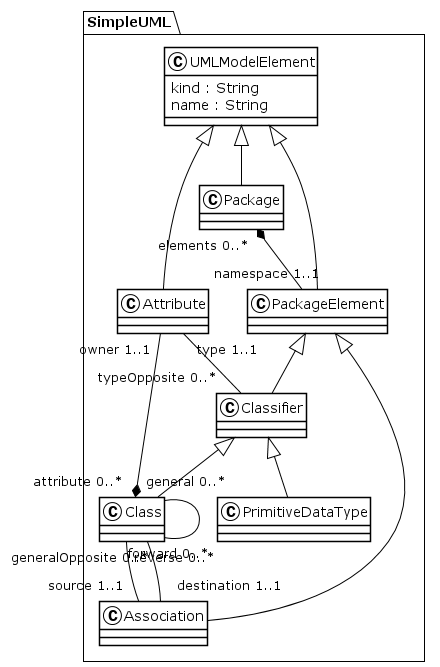 SimpleUML
C UMLModelElement
kind : String
name : String
C Package
elements 0..*
namespace 1..1
C Attribute
C PackageElement
owner 1..1
type 1..1
typeOpposite 0..*
C Classifier
attribute 0..*
general 0..*
C Class
C PrimitiveDataType
forward 0..*
generalOpposite 0..*
reverse 0..*
source 1..1
destination 1..1
C Association